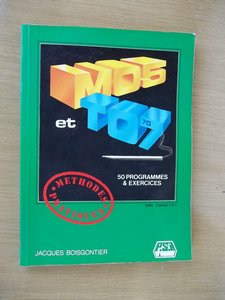 MO5
et
TO7
70
50 PROGRAMMES
& EXERCICES
METHODES
PRATIQUES
JACQUES BOISGONTIER
PSI